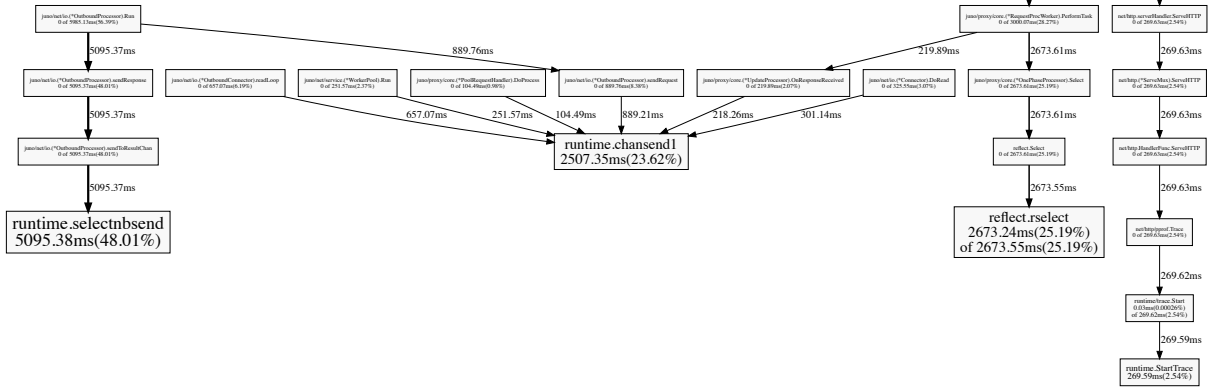 juno/net/io.(*OutboundProcessor).Run
0 of 5985.13ms(56.39%)
juno/proxy/core.(*RequestProcWorker).PerformTask
0 of 3000.07ms(28.27%)
net/http.serverHandler.ServeHTTP
0 of 269.63ms(2.54%)
5095.37ms
889.76ms
219.89ms
2673.61ms
269.63ms
juno/net/io.(*OutboundProcessor).sendResponse
0 of 5095.37ms(48.01%)
juno/net/io.(*OutboundConnector).readLoop
0 of 657.07ms(6.19%)
juno/net/service.(*WorkerPool).Run
0 of 251.57ms(2.37%)
juno/proxy/core.(*PoolRequestHandler).DoProcess
0 of 104.49ms(0.98%)
juno/net/io.(*OutboundProcessor).sendRequest
0 of 889.76ms(8.38%)
juno/proxy/core.(*UpdateProcessor).OnResponseReceived
0 of 219.89ms(2.07%)
juno/net/io.(*Connector).DoRead
0 of 325.55ms(3.07%)
juno/proxy/core.(*OnePhaseProcessor).Select
0 of 2673.61ms(25.19%)
net/http.(*ServeMux).ServeHTTP
0 of 269.63ms(2.54%)
5095.37ms
657.07ms
251.57ms
104.49ms
889.21ms
218.26ms
301.14ms
2673.61ms
269.63ms
juno/net/io.(*OutboundProcessor).sendToResultChan
0 of 5095.37ms(48.01%)
runtime.chansend1
2507.35ms(23.62%)
reflect.Select
0 of 2673.61ms(25.19%)
net/http.HandlerFunc.ServeHTTP
0 of 269.63ms(2.54%)
5095.37ms
2673.55ms
269.63ms
runtime.selectnbsend
5095.38ms(48.01%)
reflect.rselect
2673.24ms(25.19%)
of 2673.55ms(25.19%)
net/http/pprof.Trace
0 of 269.63ms(2.54%)
269.62ms
runtime/trace.Start
0.03ms(0.00026%)
of 269.62ms(2.54%)
269.59ms
runtime.StartTrace
269.59ms(2.54%)